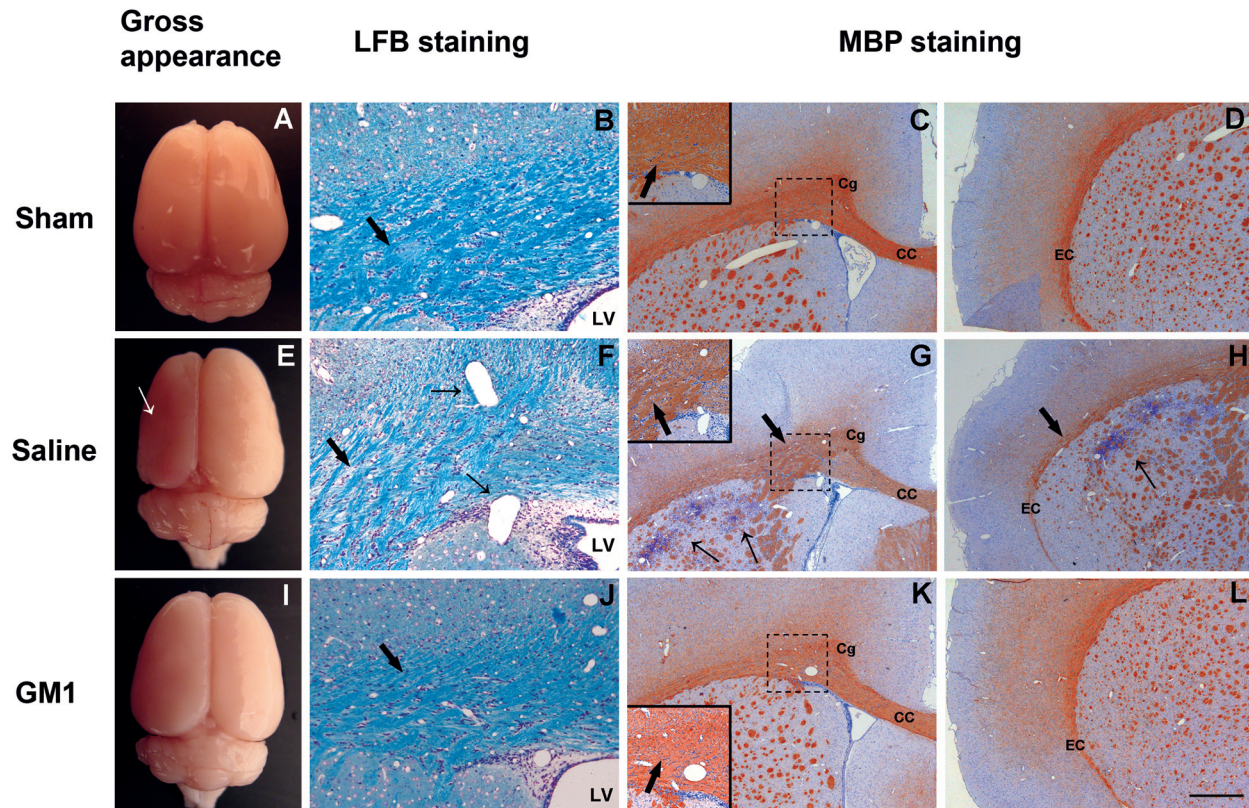 Gross
appearance
LFB staining
MBP staining
Sham
A
B
LV
C
Cg
CC
D
EC
Saline
E
F
LV
G
Cg
CC
H
EC
GM1
I
J
LV
K
Cg
CC
L
EC